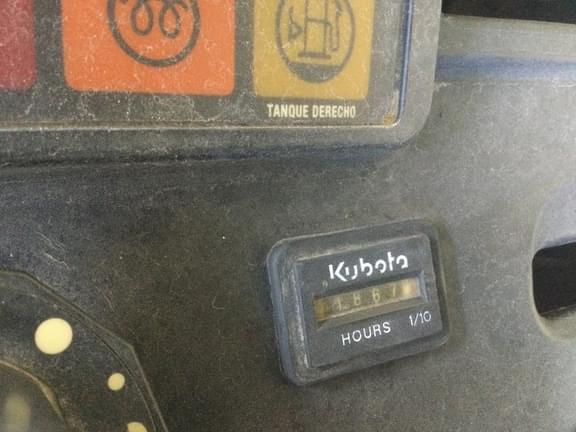 TANQUE DERECHO
Kubota
1867
HOURS 1/10